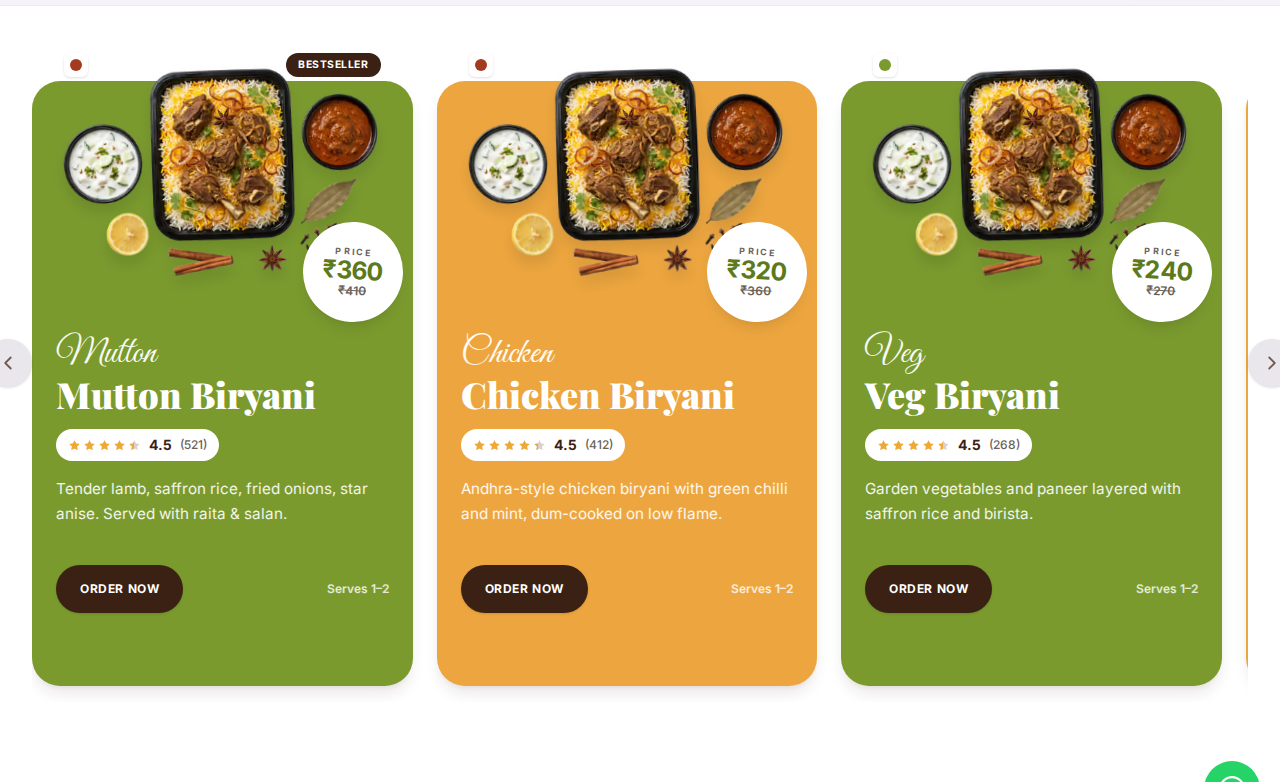 BESTSELLER
PRICE
₹360
₹410
Mutton
Mutton Biryani
4.5 (521)
Tender lamb, saffron rice, fried onions, star
anise. Served with raita & salan.
ORDER NOW
Serves 1–2
PRICE
₹320
₹360
Chicken
Chicken Biryani
4.5 (412)
Andhra-style chicken biryani with green chilli
and mint, dum-cooked on low flame.
ORDER NOW
Serves 1–2
PRICE
₹240
₹270
Veg
Veg Biryani
4.5 (268)
Garden vegetables and paneer layered with
saffron rice and birista.
ORDER NOW
Serves 1–2